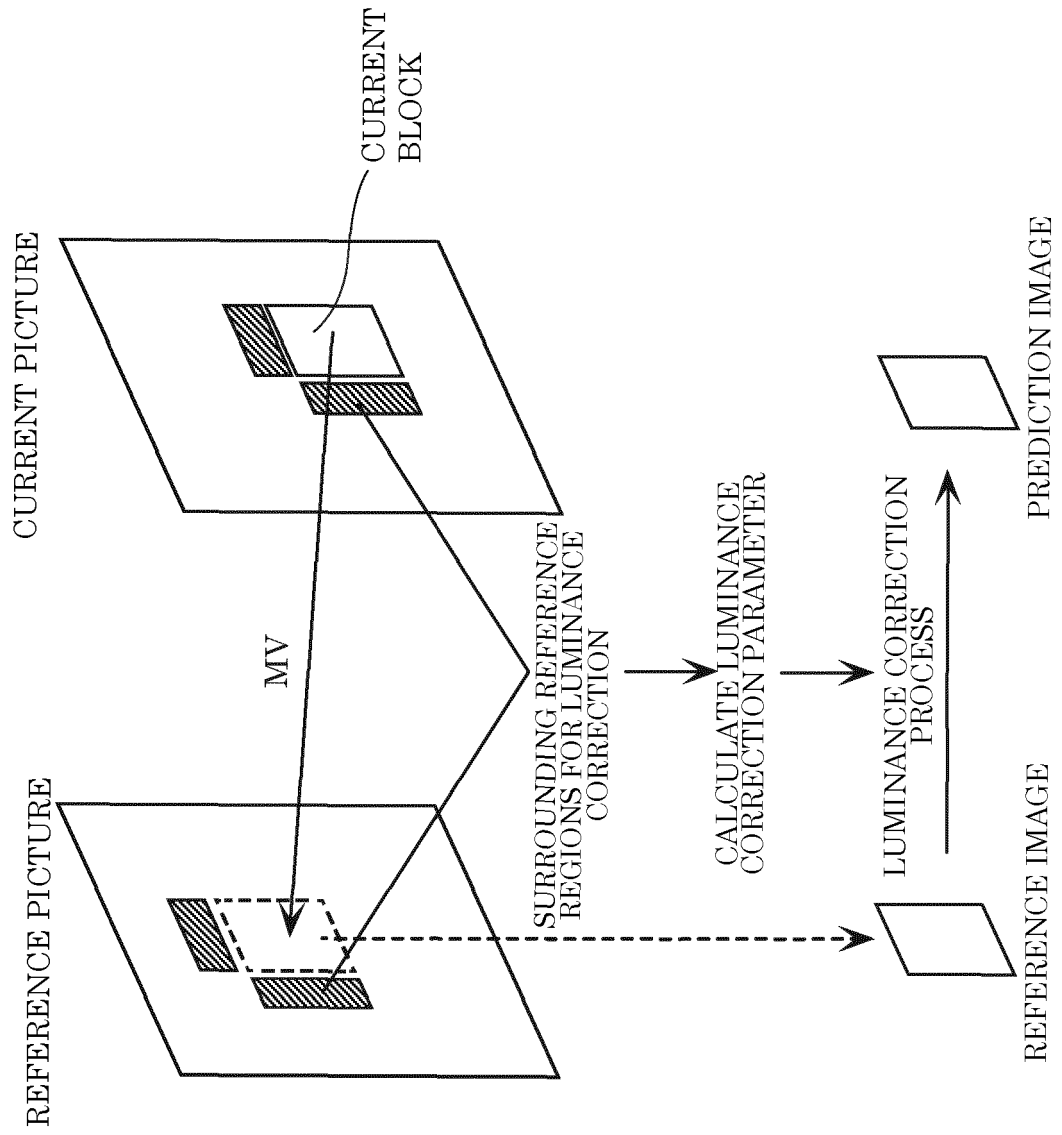 REFERENCE PICTURE
CURRENT PICTURE
MV
CURRENT
BLOCK
SURROUNDING REFERENCE
REGIONS FOR LUMINANCE
CORRECTION
CALCULATE LUMINANCE
CORRECTION PARAMETER
LUMINANCE CORRECTION
PROCESS
REFERENCE IMAGE
PREDICTION IMAGE